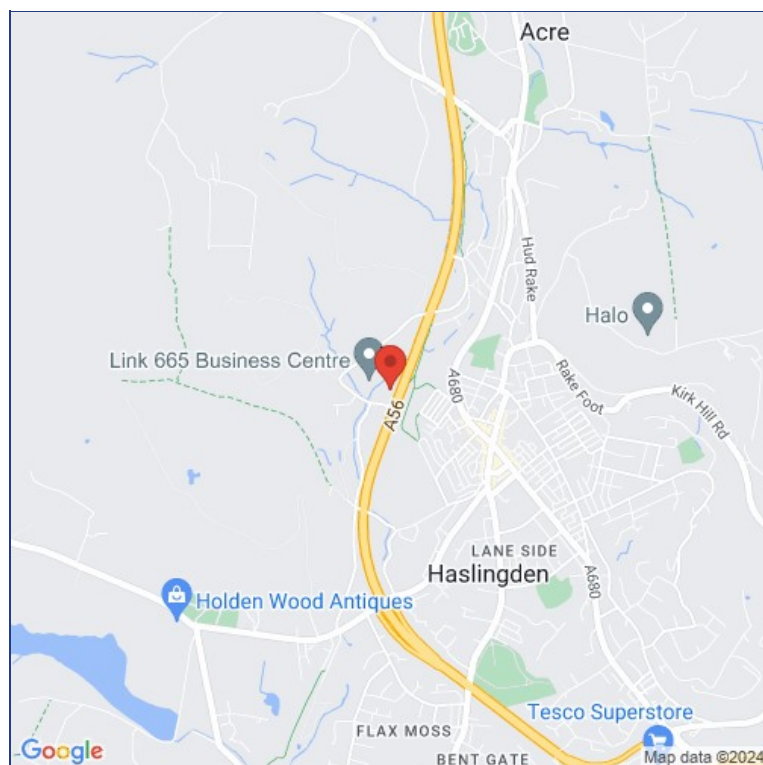 Acre
Hud Rake
Halo
Link 665 Business Centre
A680
Rake Foot
Kirk Hill Rd
A56
LANE SIDE
Haslingden
A680
Holden Wood Antiques
Tesco Superstore
FLAX MOSS
BENT GATE
Google
Map data ©2024